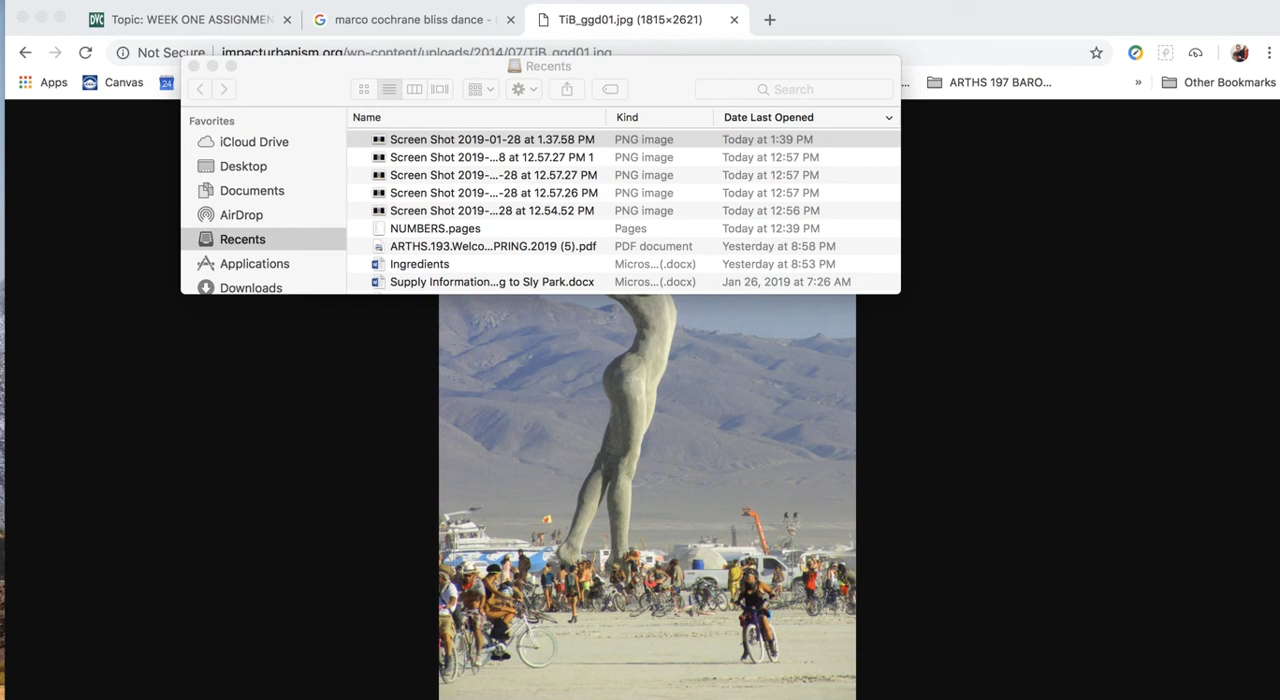 Topic: WEEK ONE ASSIGNMEN
marco cochrane bliss dance -
TiB_ggd01.jpg (1815×2621)
Not Secure | impacturbanism.org/wp-content/uploads/2014/07/TiB_ggd01.jpg
Apps
Canvas
24
ARTHS 197 BARO...
»
Other Bookmarks
Recents
Search
Favorites
iCloud Drive
Desktop
Documents
AirDrop
Recents
Applications
Downloads
Name Kind Date Last Opened
Screen Shot 2019-01-28 at 1.37.58 PM PNG image Today at 1:39 PM
Screen Shot 2019-...8 at 12.57.27 PM 1 PNG image Today at 12:57 PM
Screen Shot 2019-...-28 at 12.57.27 PM PNG image Today at 12:57 PM
Screen Shot 2019-...-28 at 12.57.26 PM PNG image Today at 12:57 PM
Screen Shot 2019-...28 at 12.54.52 PM PNG image Today at 12:56 PM
NUMBERS.pages Pages Today at 12:39 PM
ARTHS.193.Welco...PRING.2019 (5).pdf PDF document Yesterday at 8:58 PM
Ingredients Micros...(.docx) Yesterday at 8:53 PM
Supply Information...g to Sly Park.docx Micros...(.docx) Jan 26, 2019 at 7:26 AM